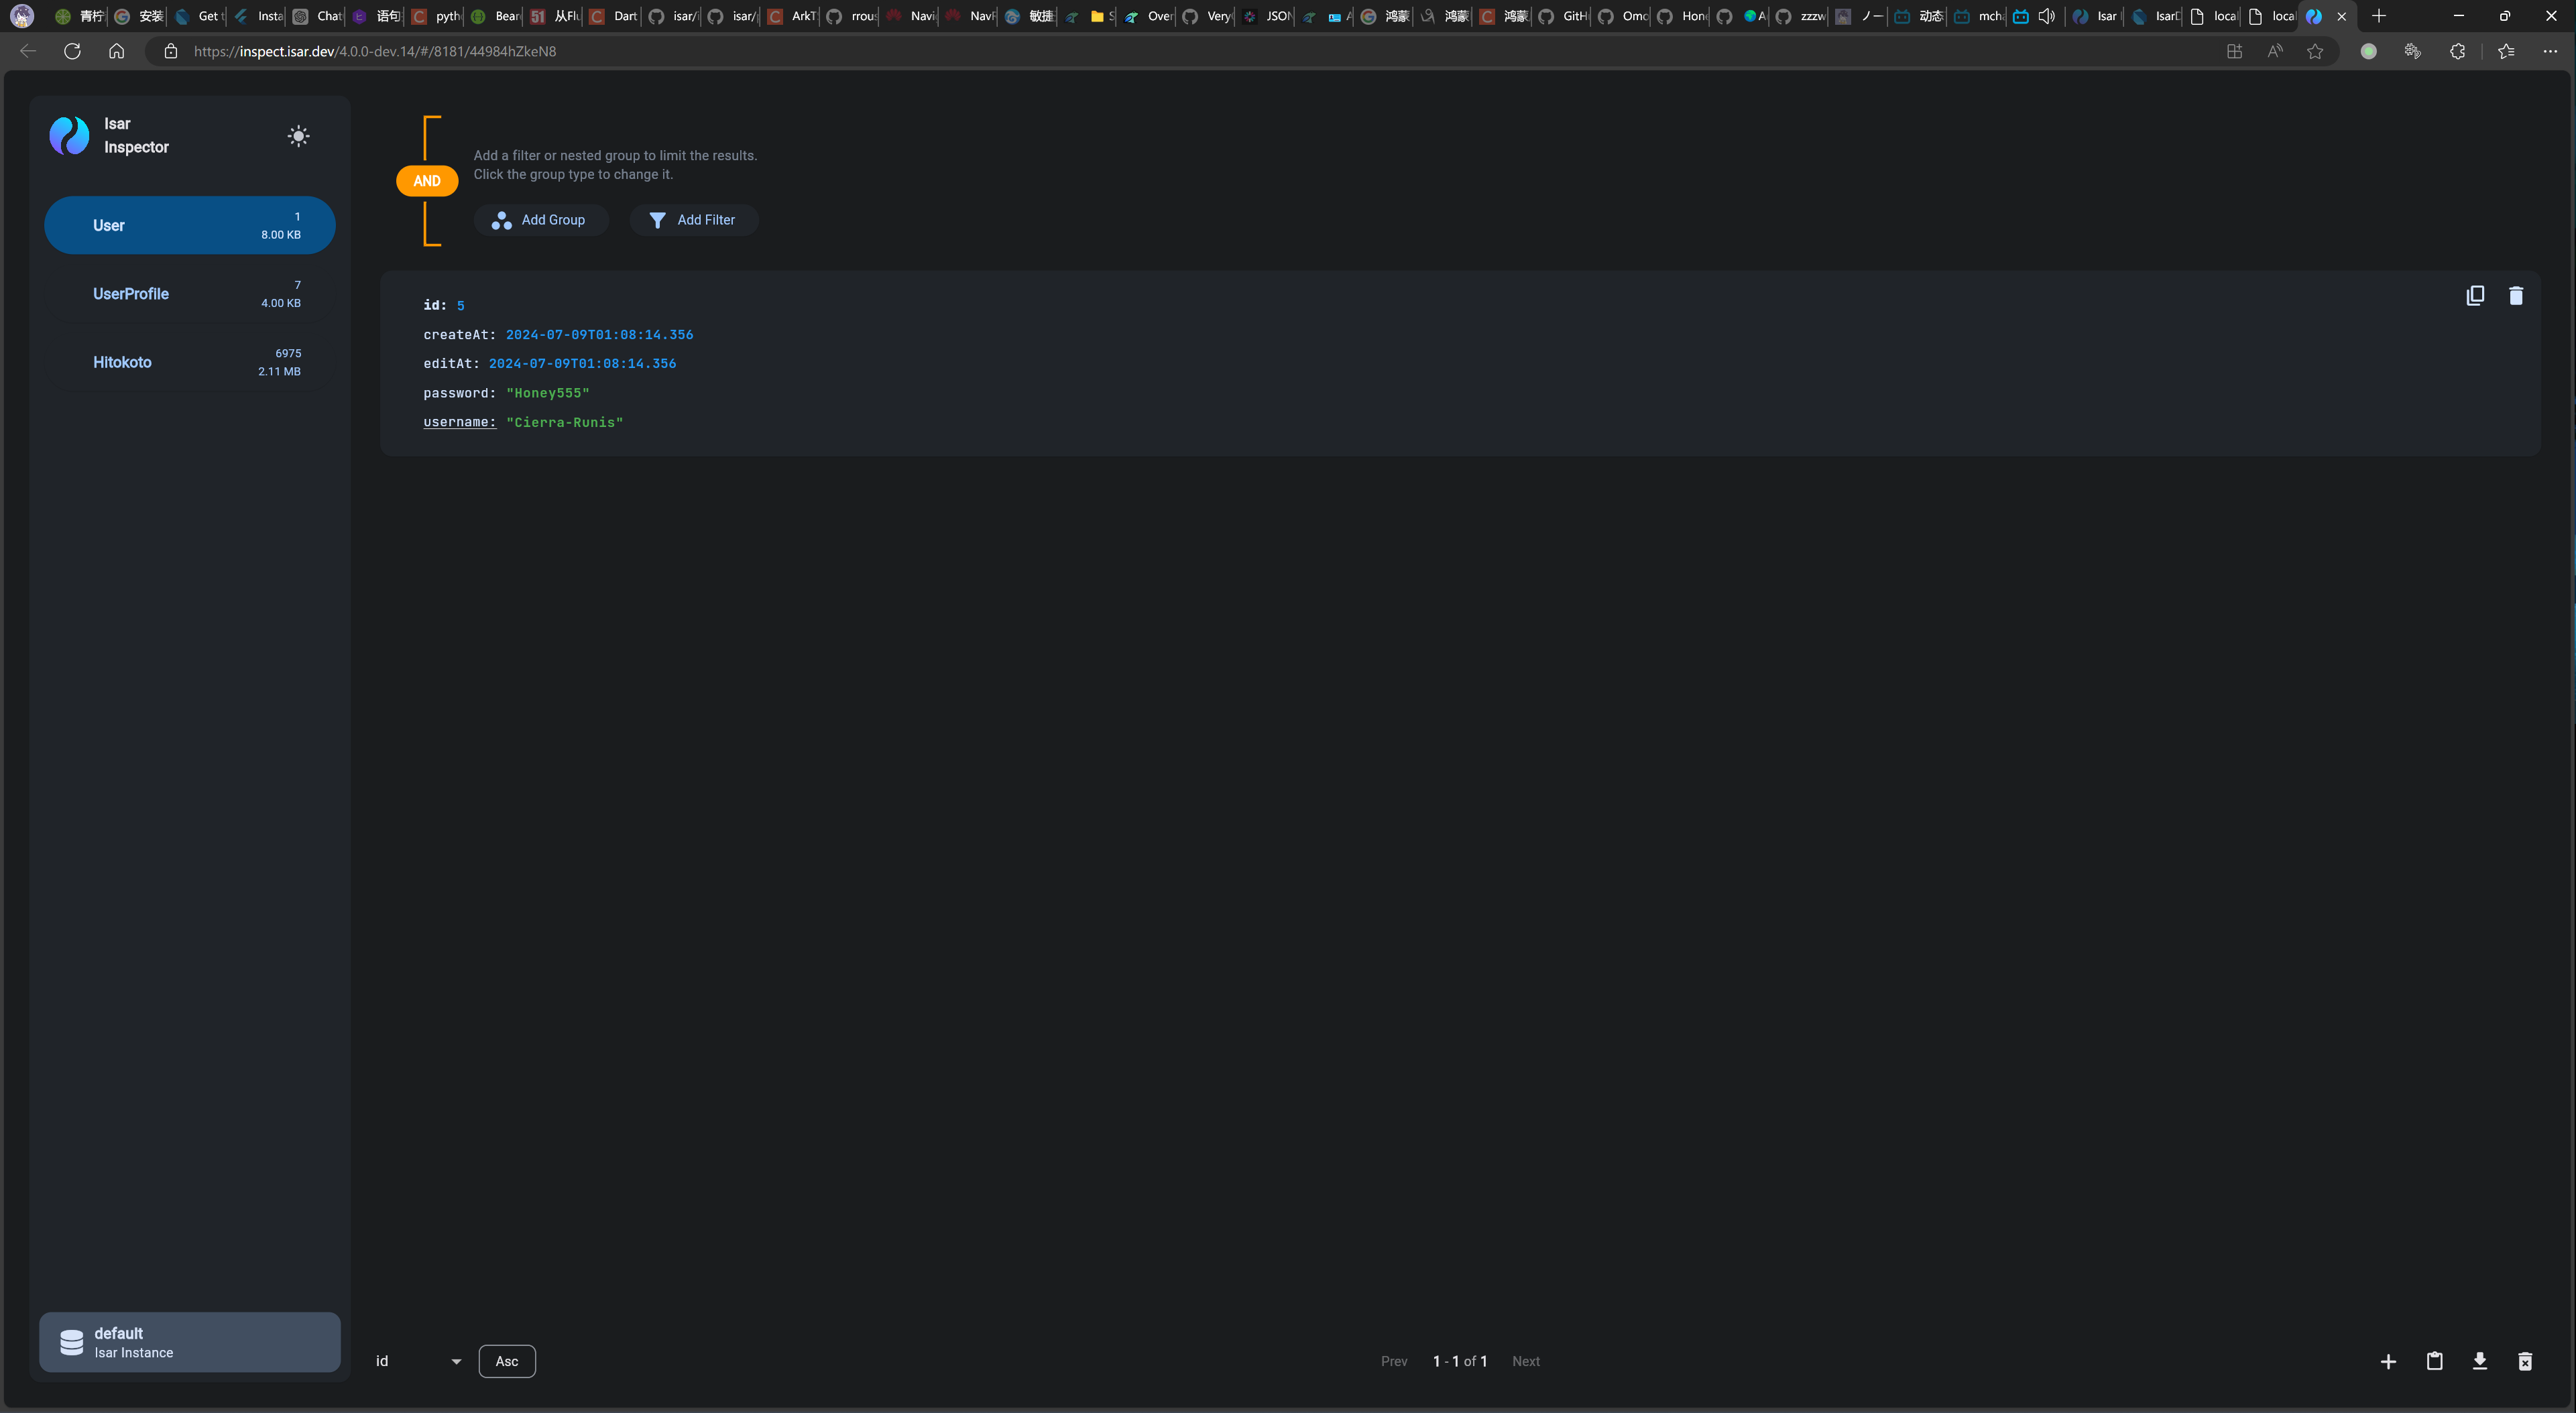 青柠
安装
Get t
Insta
Chat
语句
pyth
Bear
51
从Flu
Dart
isar/i
isar/
ArkT
rrous
Navi
NavF
敏捷
S
Over
Very
JSON
A
鸿蒙
鸿蒙
鸿蒙
GitH
Omo
Hon
A
zzzw
ノー
动态
mch
Isar
IsarD
local
local
https://inspect.isar.dev/4.0.0-dev.14/#/8181/44984hZkeN8
Isar
Inspector
User
1
8.00 KB
UserProfile
7
4.00 KB
Hitokoto
6975
2.11 MB
default
Isar Instance
AND
Add a filter or nested group to limit the results.
Click the group type to change it.
Add Group
Add Filter
id: 5
createAt: 2024-07-09T01:08:14.356
editAt: 2024-07-09T01:08:14.356
password: "Honey555"
username: "Cierra-Runis"
id
Asc
Prev
1 - 1 of 1
Next